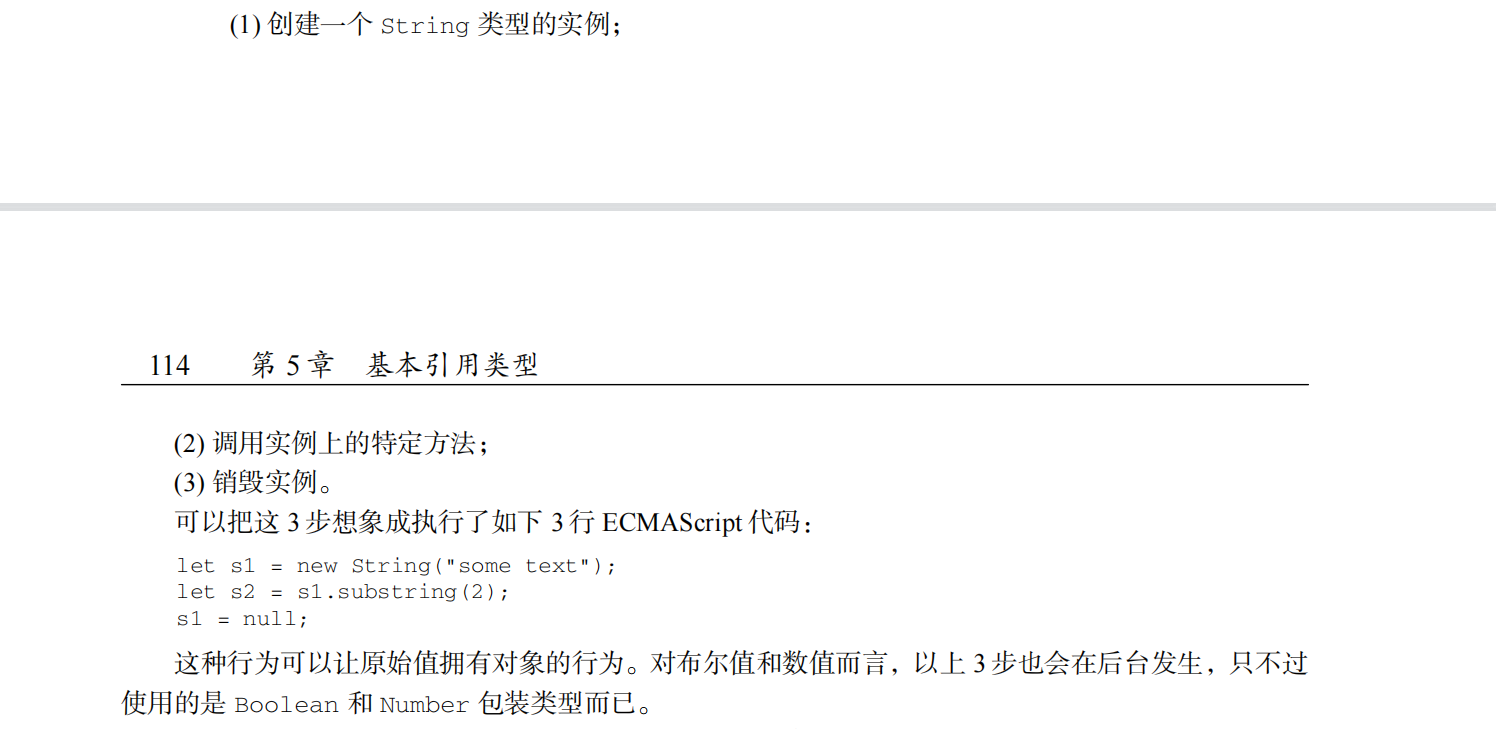 (1) 创建一个 String 类型的实例；
114 第 5 章 基本引用类型
(2) 调用实例上的特定方法；
(3) 销毁实例。
可以把这 3 步想象成执行了如下 3 行 ECMAScript 代码：
let s1 = new String("some text");
let s2 = s1.substring(2);
s1 = null;
这种行为可以让原始值拥有对象的行为。对布尔值和数值而言，以上 3 步也会在后台发生，只不过
使用的是 Boolean 和 Number 包装类型而已。